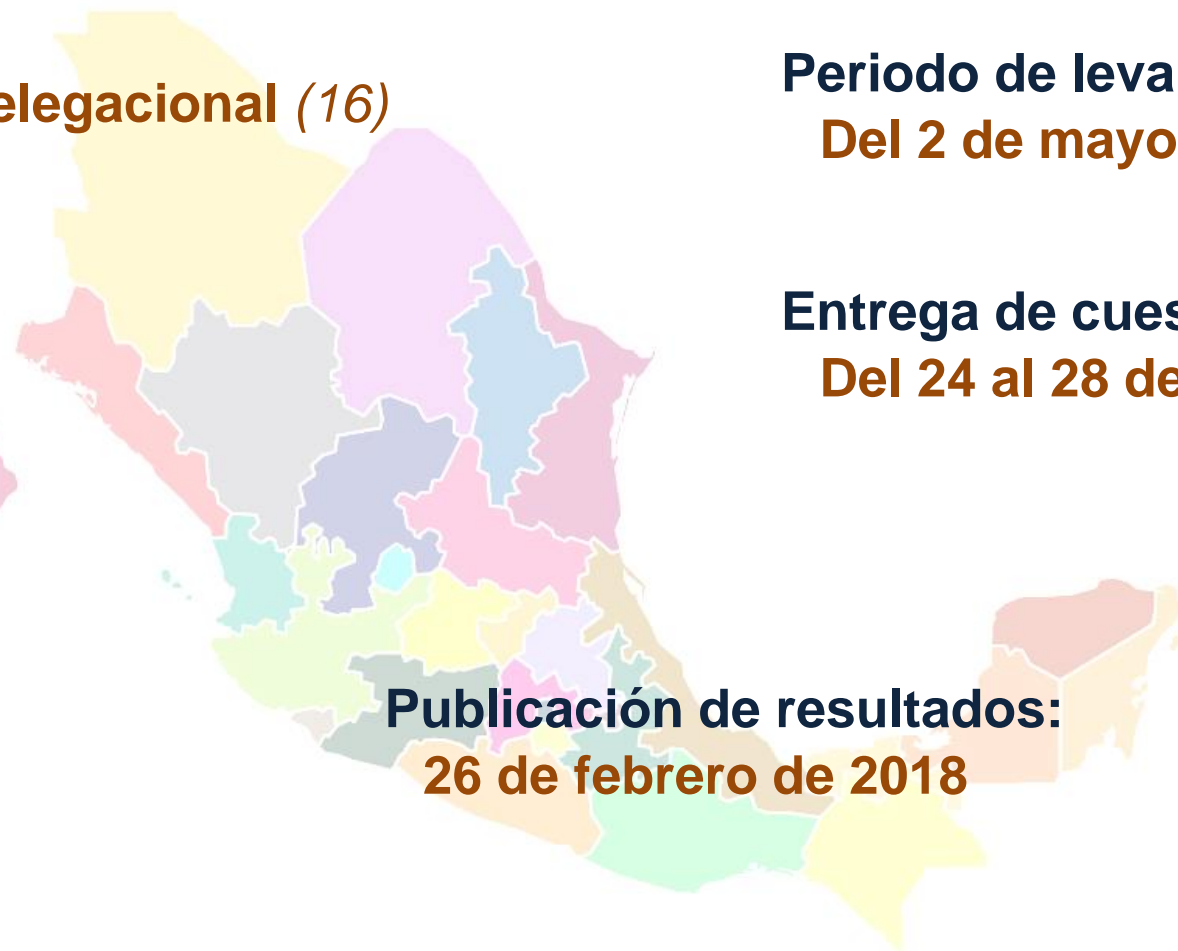 elegacional (16)
Periodo de leva
Del 2 de mayo
Entrega de cues
Del 24 al 28 de
Publicación de resultados:
26 de febrero de 2018